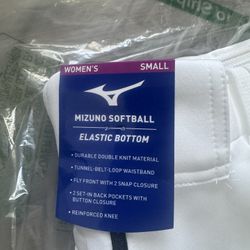 WOMEN'S SMALL
MIZUNO SOFTBALL
ELASTIC BOTTOM
• DURABLE DOUBLE KNIT MATERIAL
• TUNNEL-BELT-LOOP WAISTBAND
• FLY FRONT WITH 2 SNAP CLOSURE
• 2 SET-IN BACK POCKETS WITH
BUTTON CLOSURE
• REINFORCED KNEE